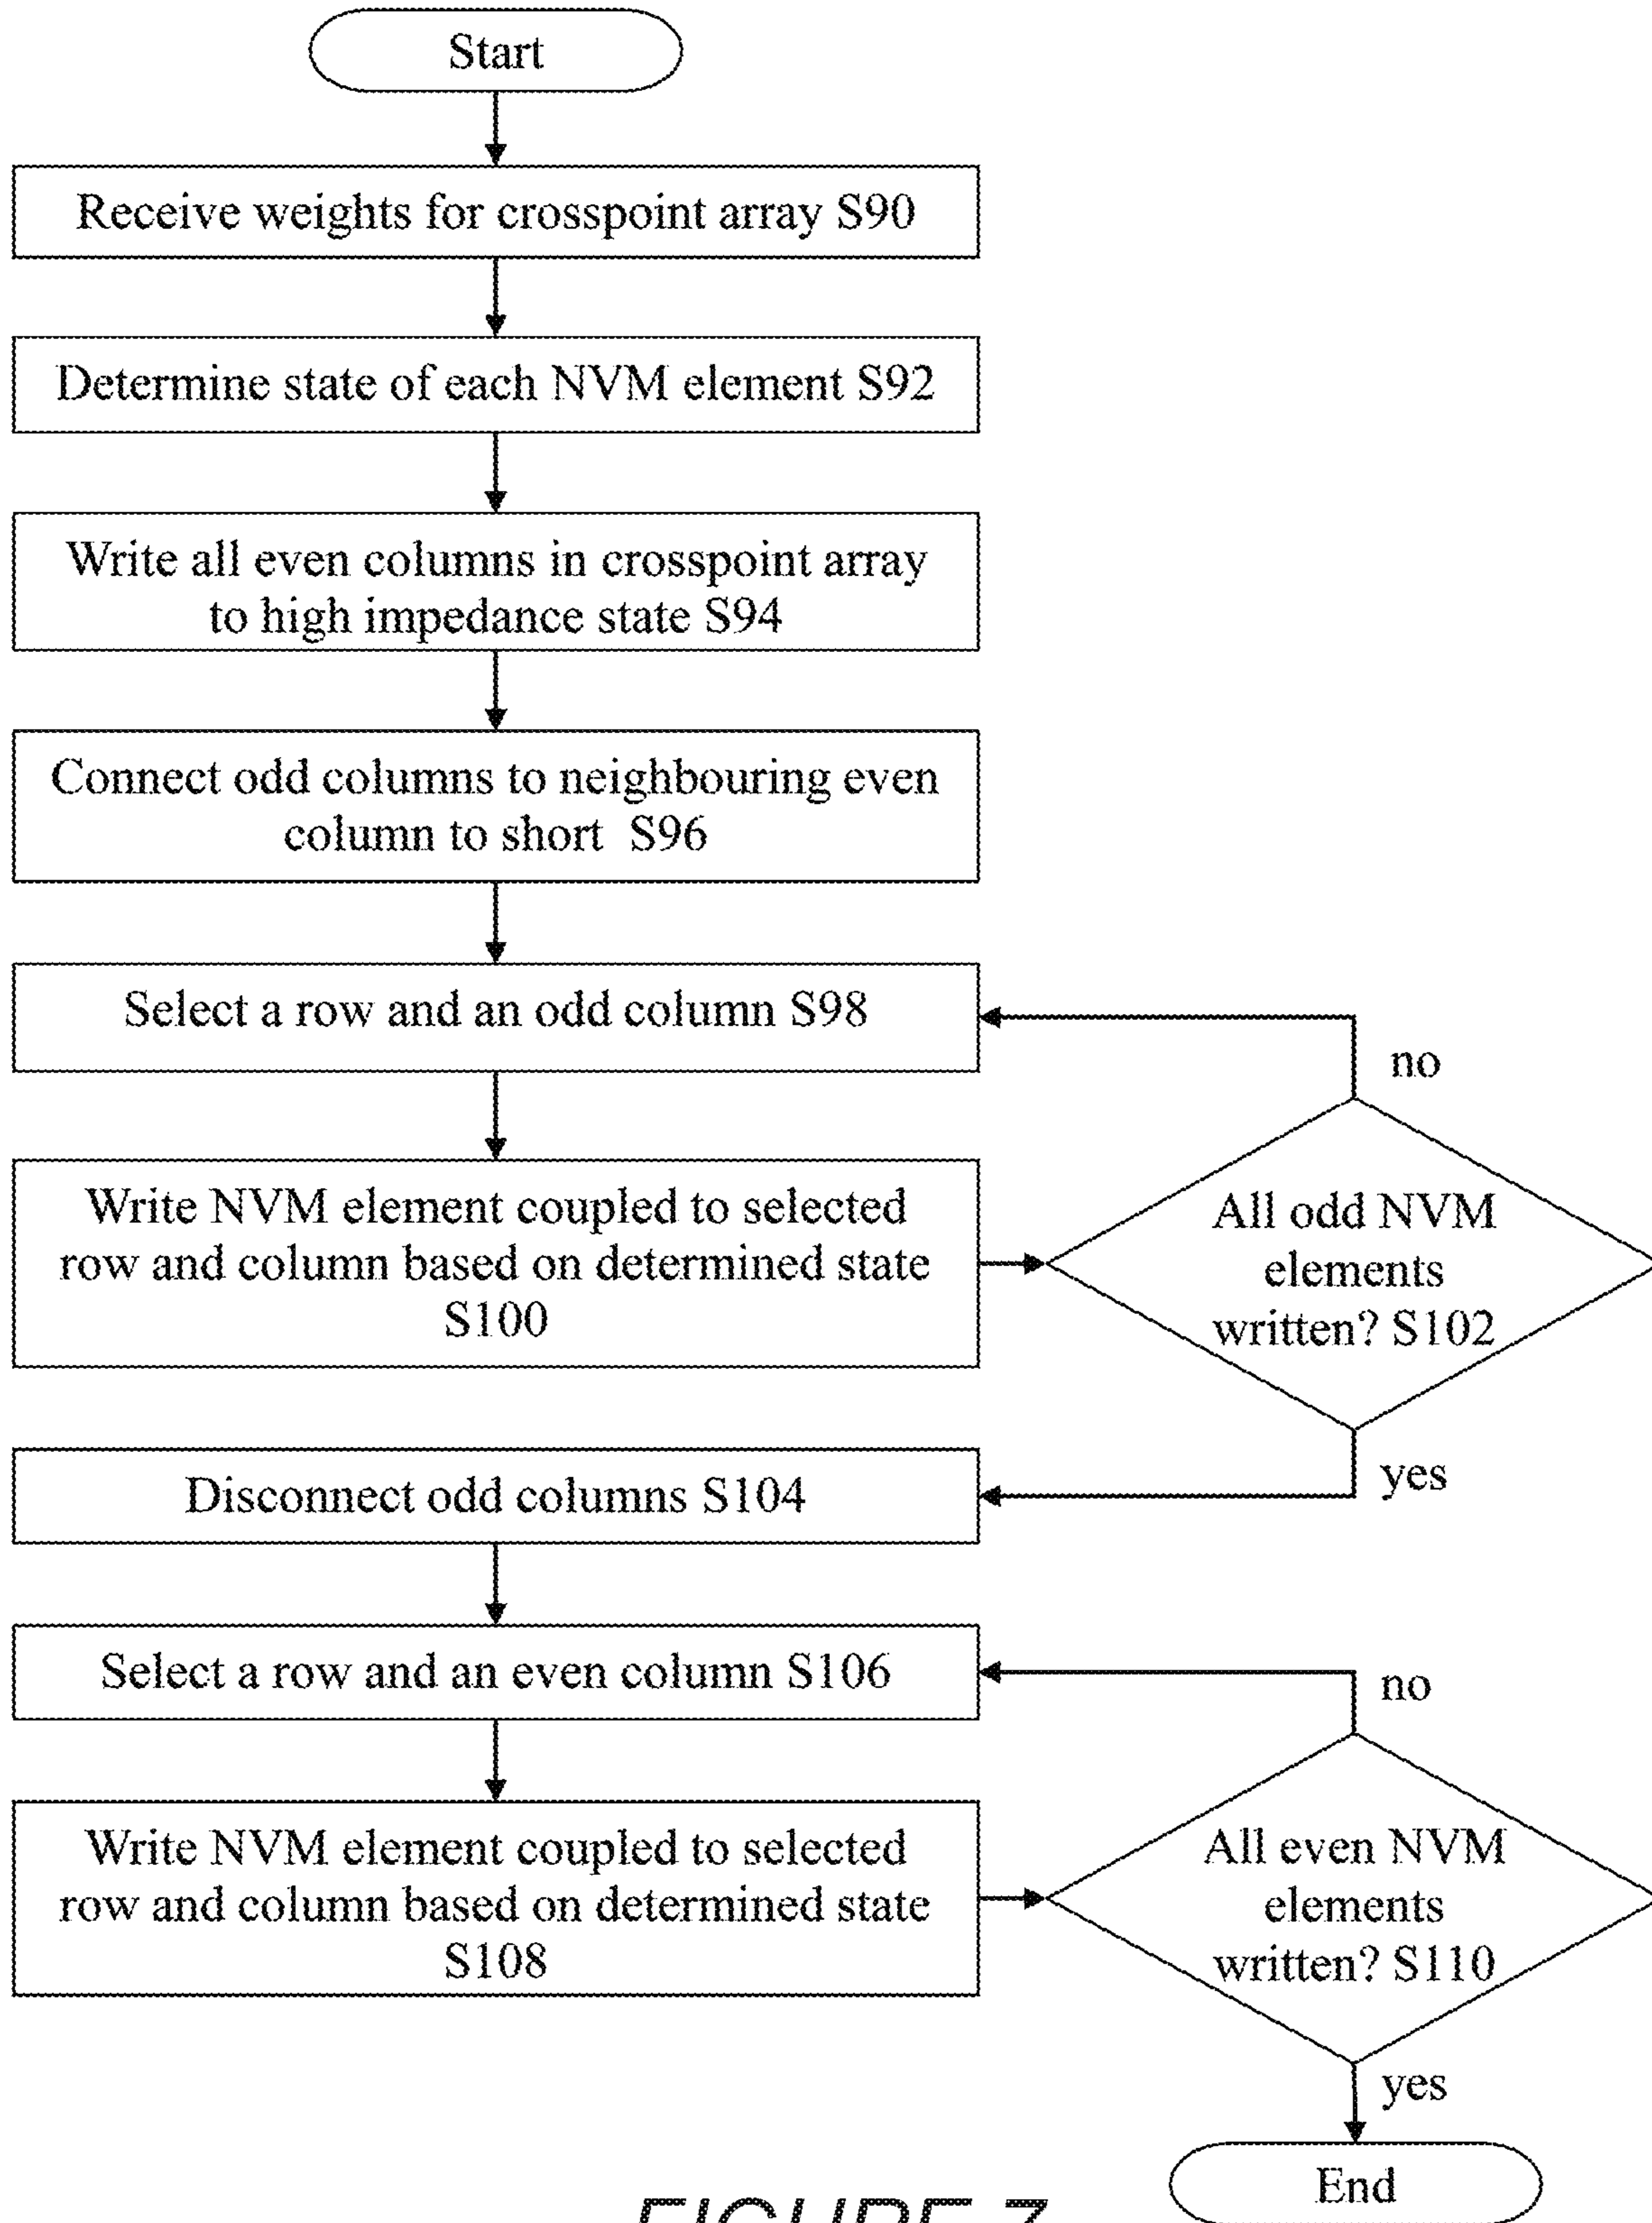 Start
Receive weights for crosspoint array S90
Determine state of each NVM element S92
Write all even columns in crosspoint array
to high impedance state S94
Connect odd columns to neighbouring even
column to short S96
Select a row and an odd column S98
no
Write NVM element coupled to selected
row and column based on determined state
S100
All odd NVM
elements
written? S102
yes
Disconnect odd columns S104
Select a row and an even column S106
no
Write NVM element coupled to selected
row and column based on determined state
S108
All even NVM
elements
written? S110
yes
End
FIGURE 7